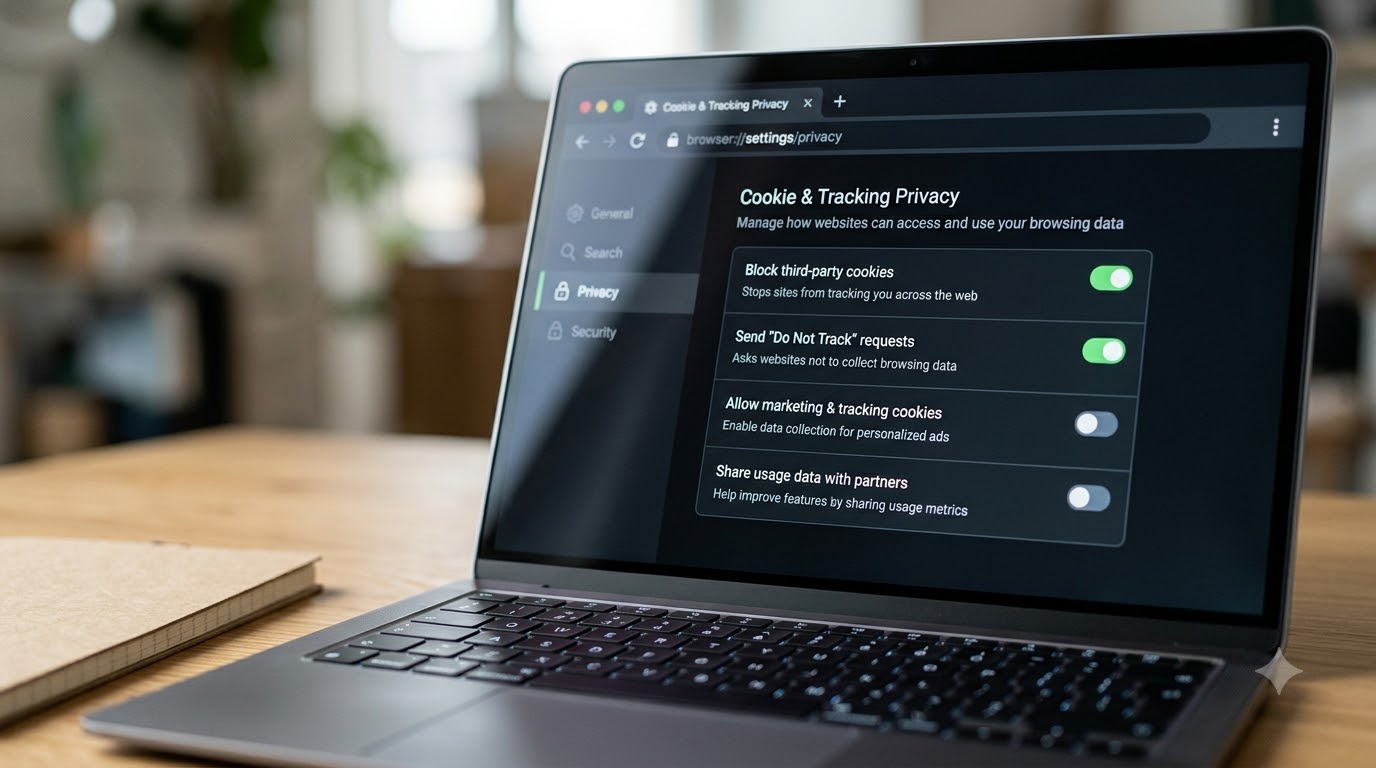 Cookie & Tracking Privacy
browser://settings/privacy
General
Search
Privacy
Security
Cookie & Tracking Privacy
Manage how websites can access and use your browsing data
Block third-party cookies
Stops sites from tracking you across the web
Send "Do Not Track" requests
Asks websites not to collect browsing data
Allow marketing & tracking cookies
Enable data collection for personalized ads
Share usage data with partners
Help improve features by sharing usage metrics